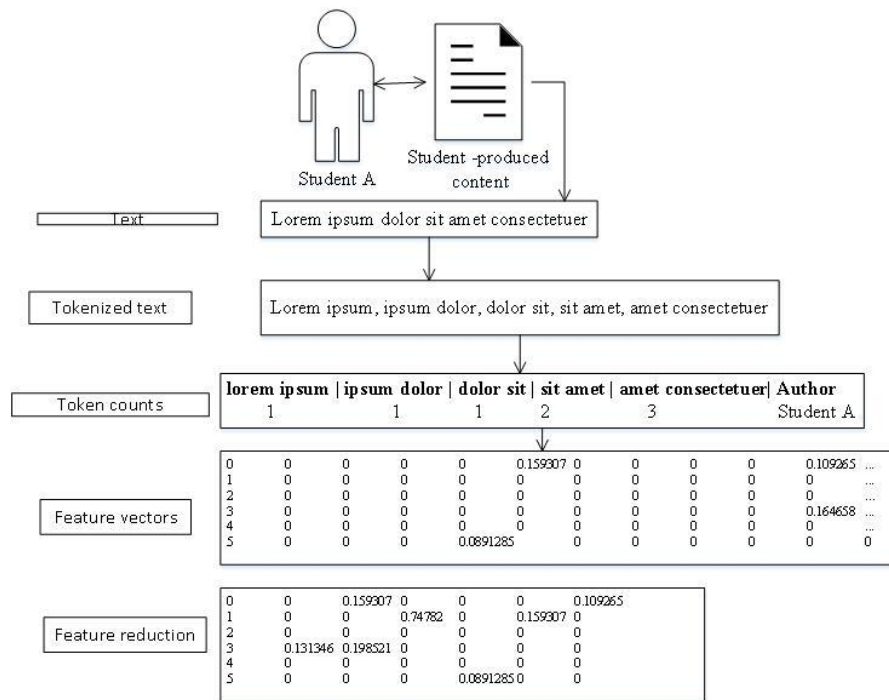 Student A
Student -produced
content
Text
Lorem ipsum dolor sit amet consectetuer
Tokenized text
Lorem ipsum, ipsum dolor, dolor sit, sit amet, amet consectetuer
Token counts
lorem ipsum | ipsum dolor | dolor sit | sit amet | amet consectetuer| Author
1 1 1 2 3 Student A
Feature vectors
0 0 0 0 0 0.159307 0 0 0 0 0.109265 ...
1 0 0 0 0 0 0 0 0 0 0 ...
2 0 0 0 0 0 0 0 0 0 0 ...
3 0 0 0 0 0 0 0 0 0 0.164658 ...
4 0 0 0 0 0 0 0 0 0 0 ...
5 0 0 0 0.0891285 0 0 0 0 0 0
Feature reduction
0 0 0.159307 0 0 0 0.109265
1 0 0 0.74782 0 0.159307 0
2 0 0 0 0 0 0
3 0.131346 0.198521 0 0 0 0
4 0 0 0 0 0 0
5 0 0 0 0.0891285 0 0